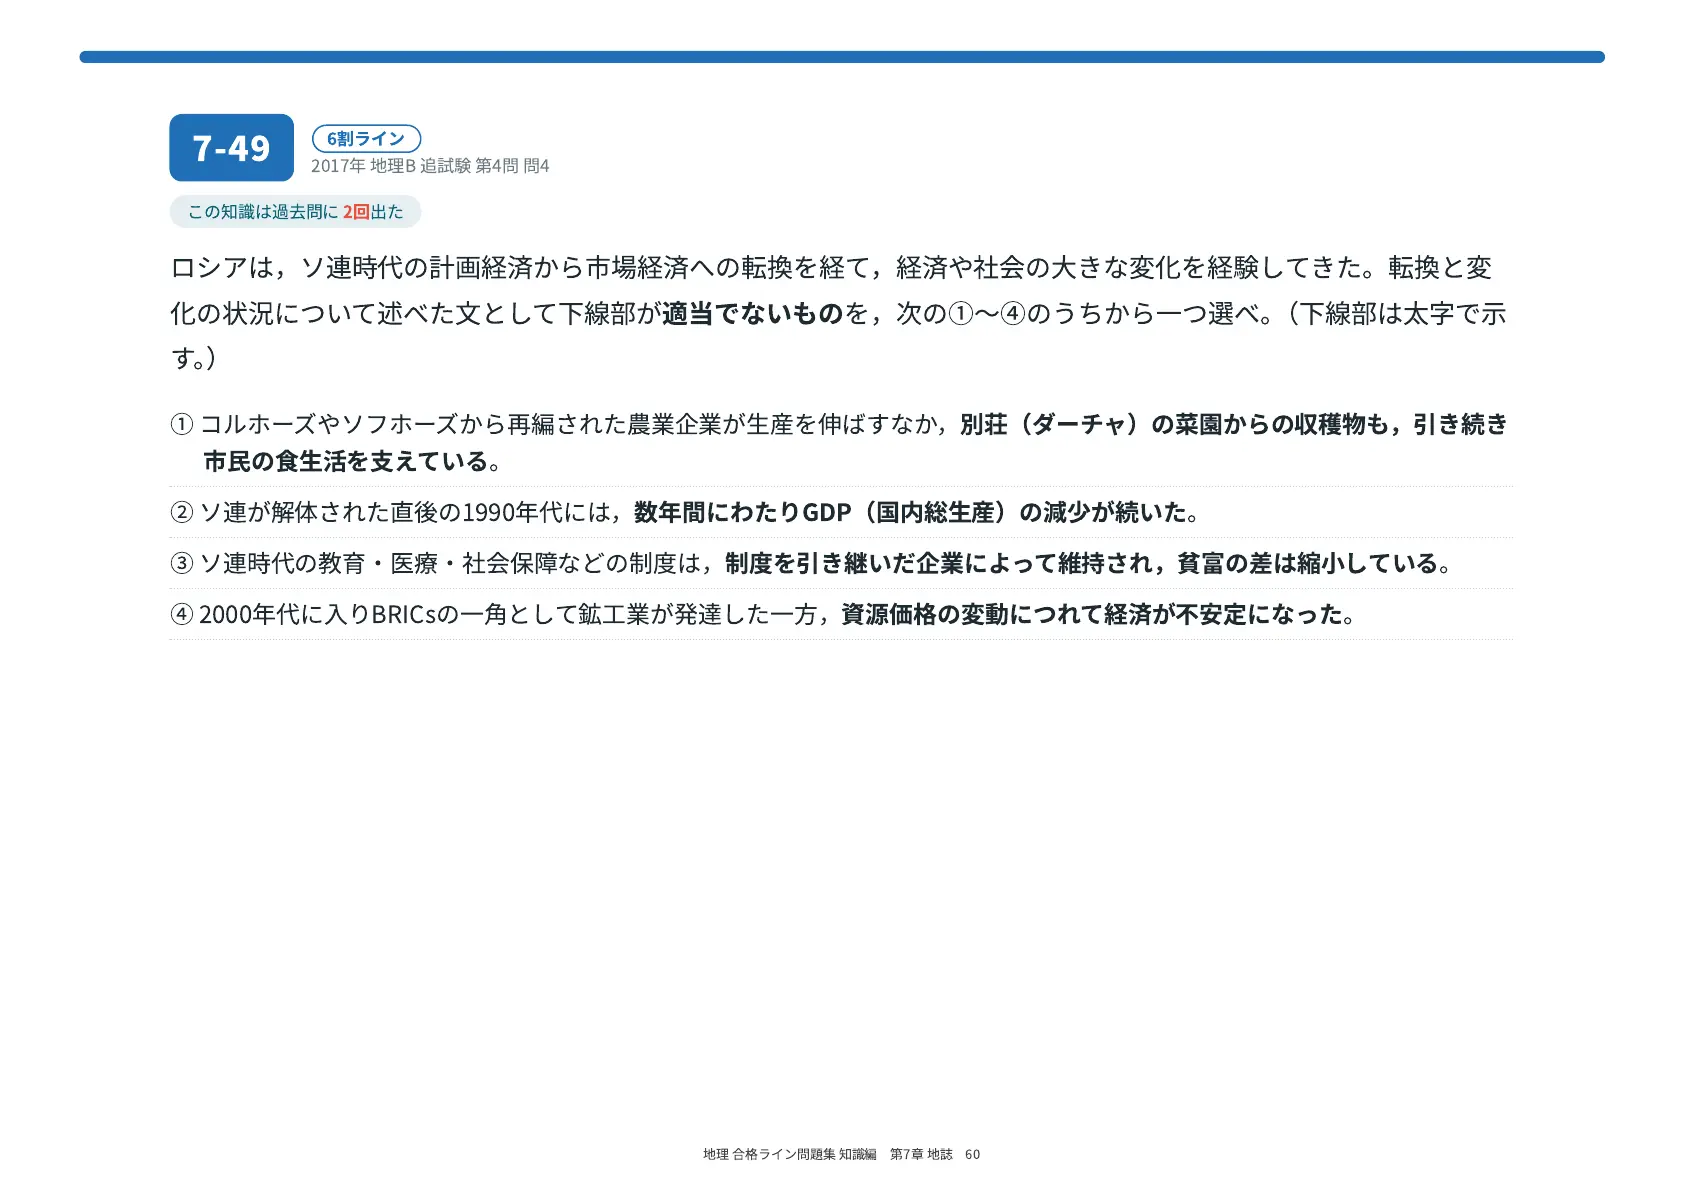 7-49
6割ライン
2017年 地理B 追試験 第4問 問4
この知識は過去問に 2回出た
ロシアは，ソ連時代の計画経済から市場経済への転換を経て，経済や社会の大きな変化を経験してきた。転換と変
化の状況について述べた文として下線部が適当でないものを，次の①〜④のうちから一つ選べ。（下線部は太字で示
す。）
① コルホーズやソフホーズから再編された農業企業が生産を伸ばすなか，別荘（ダーチャ）の菜園からの収穫物も，引き続き
市民の食生活を支えている。
② ソ連が解体された直後の1990年代には，数年間にわたりGDP（国内総生産）の減少が続いた。
③ ソ連時代の教育・医療・社会保障などの制度は，制度を引き継いだ企業によって維持され，貧富の差は縮小している。
④ 2000年代に入りBRICsの一角として鉱工業が発達した一方，資源価格の変動につれて経済が不安定になった。
地理 合格ライン問題集 知識編　第7章 地誌　60